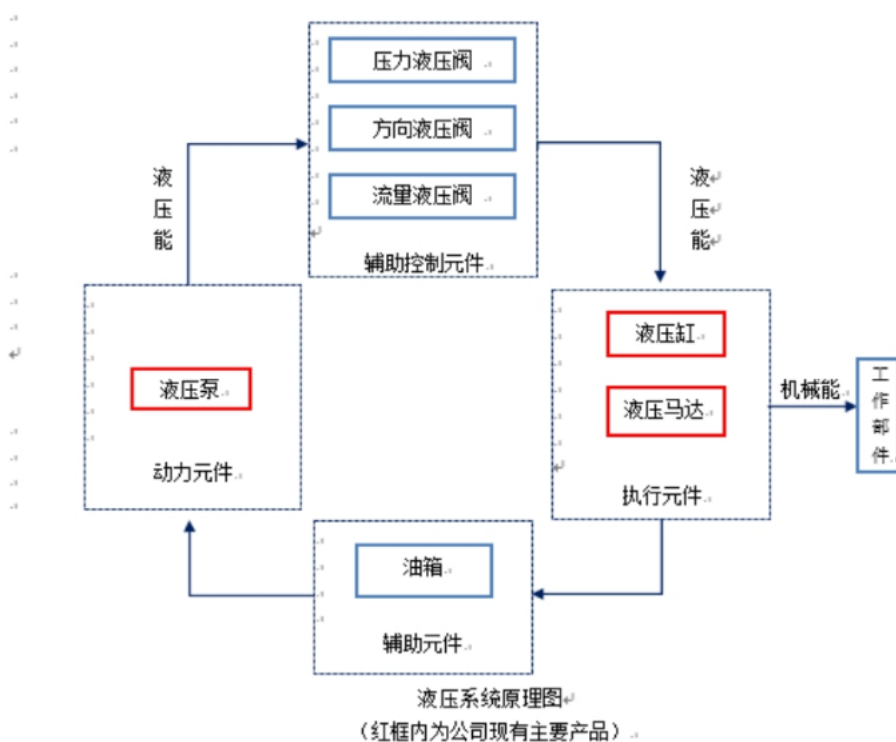 压力液压阀
方向液压阀
流量液压阀
辅助控制元件
液压能
液压能
液压泵
动力元件
液压缸
液压马达
执行元件
机械能
工作部件
油箱
辅助元件
液压系统原理图
（红框内为公司现有主要产品）